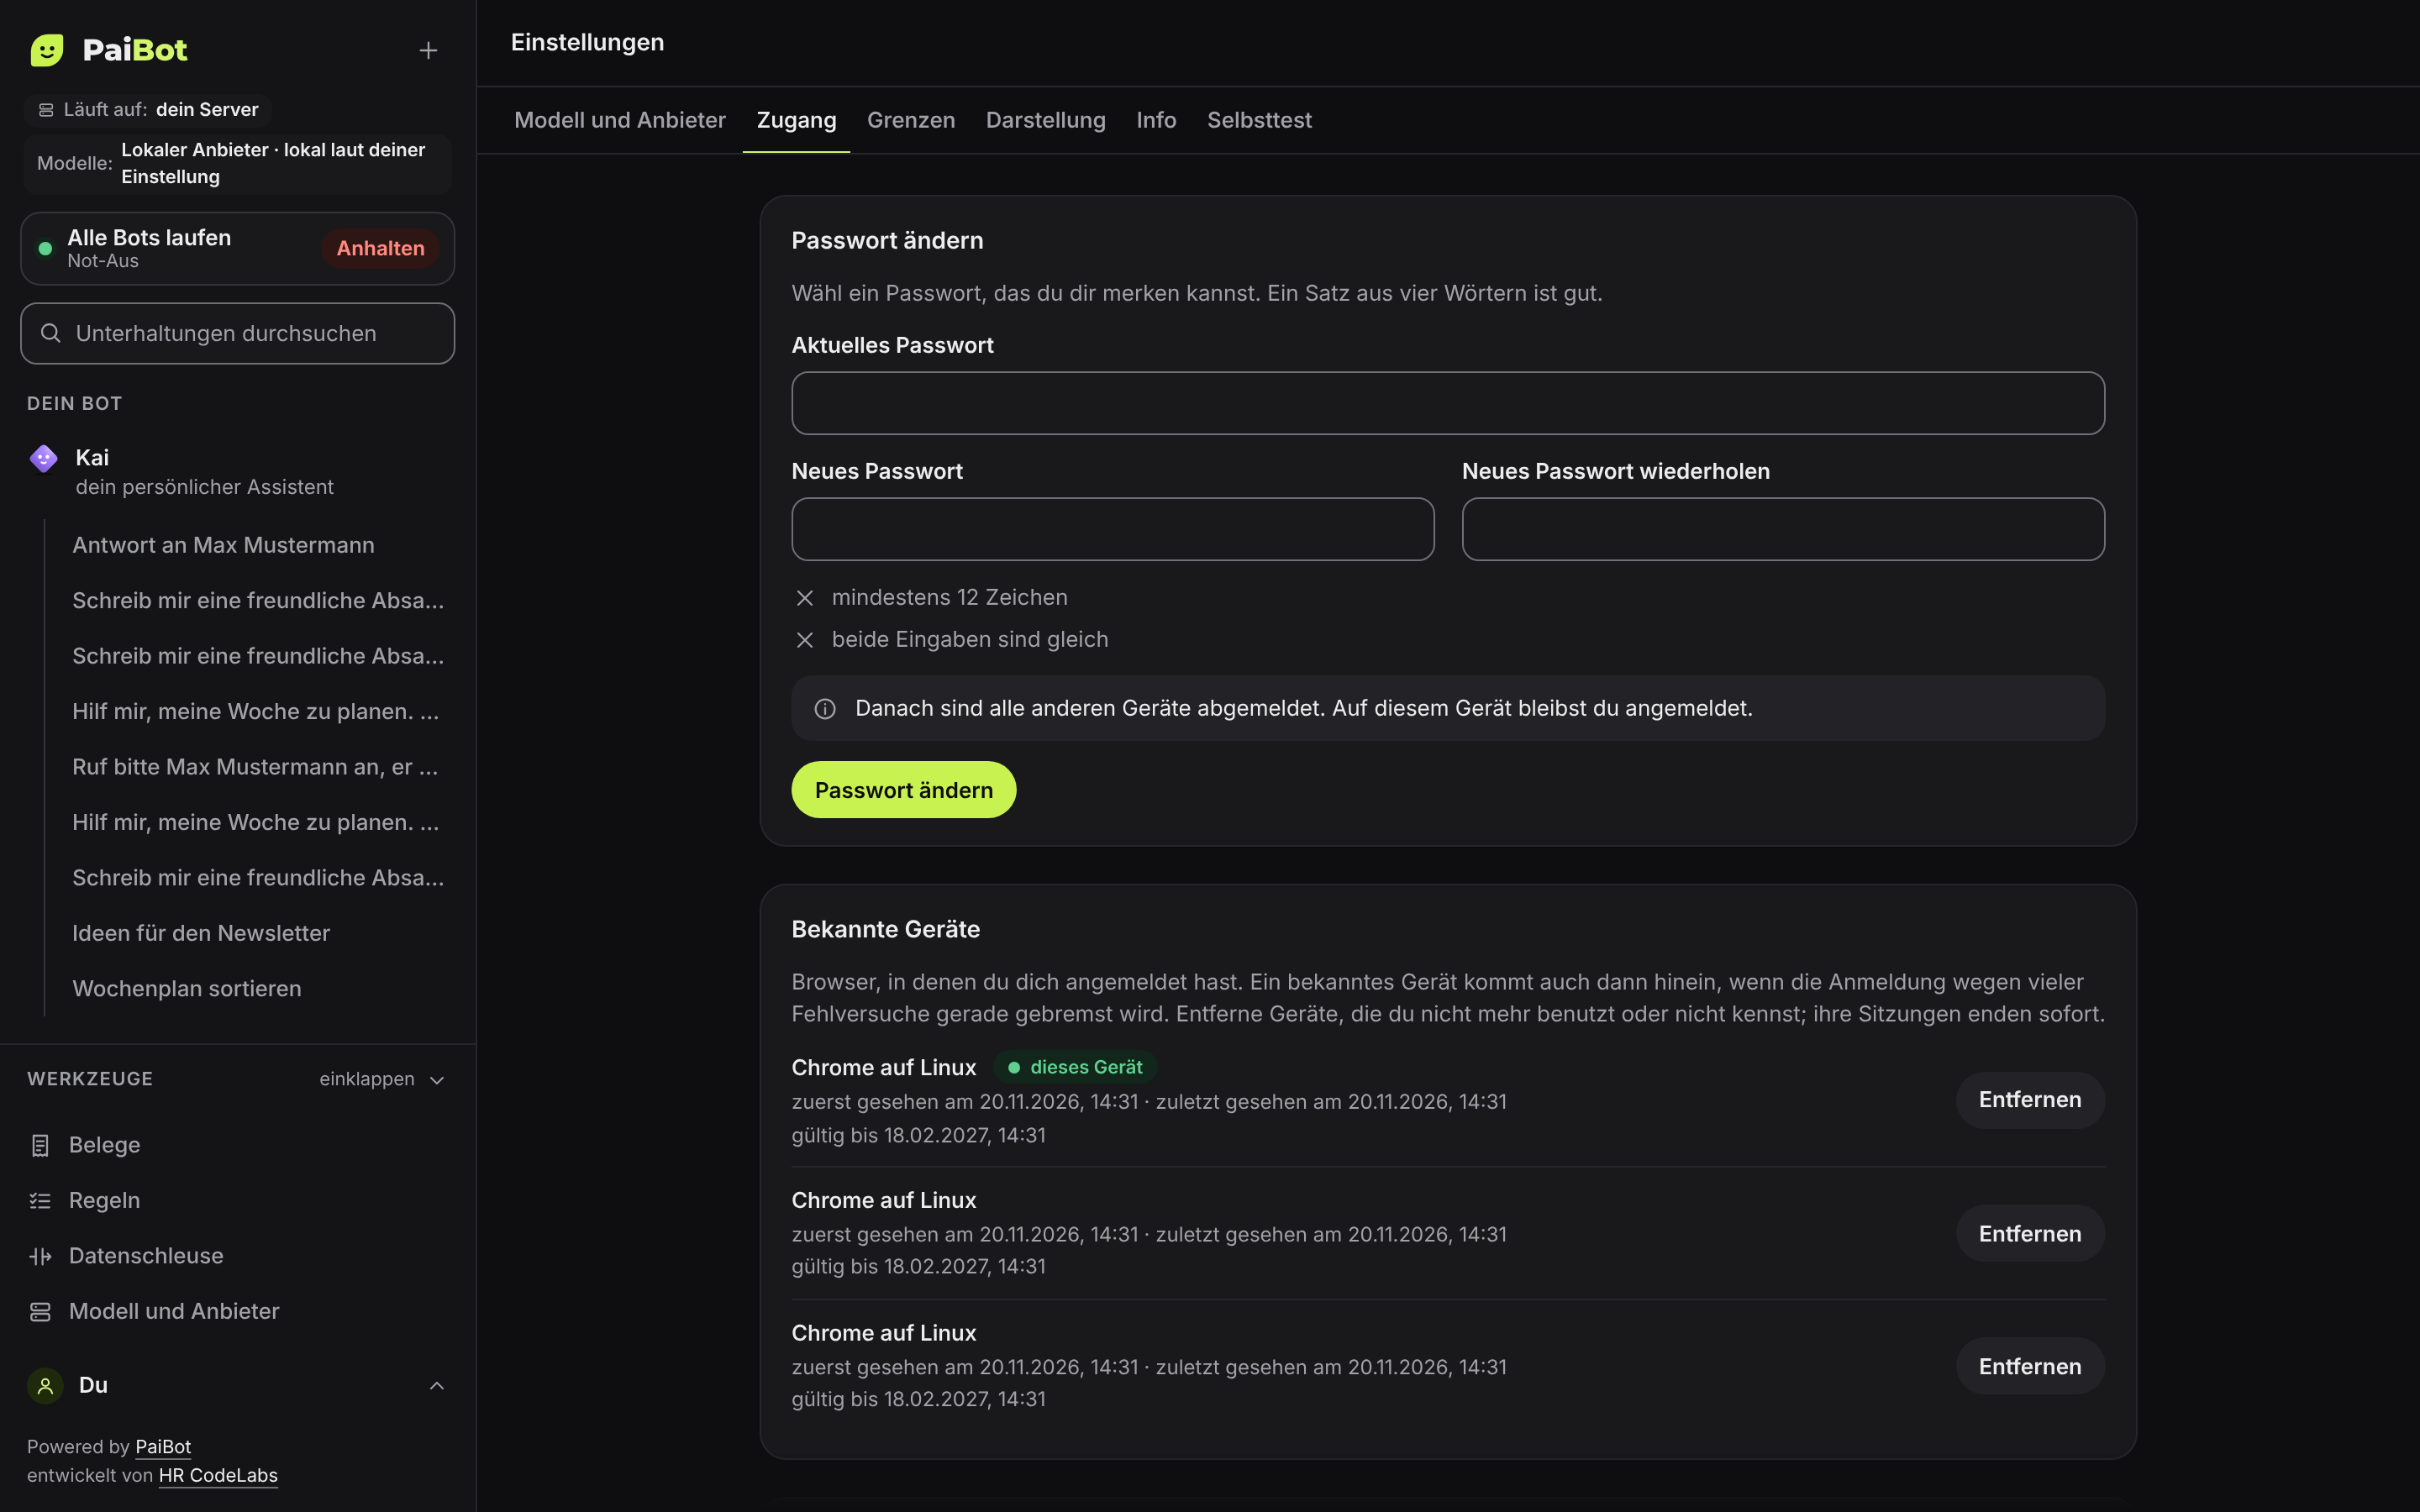 PaiBot
Läuft auf: dein Server
Modelle: Lokaler Anbieter · lokal laut deiner
Einstellung
Alle Bots laufen
Not-Aus
Anhalten
Unterhaltungen durchsuchen
DEIN BOT
Kai
dein persönlicher Assistent
Antwort an Max Mustermann
Schreib mir eine freundliche Absa...
Schreib mir eine freundliche Absa...
Hilf mir, meine Woche zu planen. ...
Ruf bitte Max Mustermann an, er ...
Hilf mir, meine Woche zu planen. ...
Schreib mir eine freundliche Absa...
Ideen für den Newsletter
Wochenplan sortieren
WERKZEUGE einklappen
Belege
Regeln
Datenschleuse
Modell und Anbieter
Du
Powered by PaiBot
entwickelt von HR CodeLabs
Einstellungen
Modell und Anbieter Zugang Grenzen Darstellung Info Selbsttest
Passwort ändern
Wähl ein Passwort, das du dir merken kannst. Ein Satz aus vier Wörtern ist gut.
Aktuelles Passwort
Neues Passwort Neues Passwort wiederholen
mindestens 12 Zeichen
beide Eingaben sind gleich
Danach sind alle anderen Geräte abgemeldet. Auf diesem Gerät bleibst du angemeldet.
Passwort ändern
Bekannte Geräte
Browser, in denen du dich angemeldet hast. Ein bekanntes Gerät kommt auch dann hinein, wenn die Anmeldung wegen vieler
Fehlversuche gerade gebremst wird. Entferne Geräte, die du nicht mehr benutzt oder nicht kennst; ihre Sitzungen enden sofort.
Chrome auf Linux dieses Gerät
zuerst gesehen am 20.11.2026, 14:31 · zuletzt gesehen am 20.11.2026, 14:31
gültig bis 18.02.2027, 14:31
Entfernen
Chrome auf Linux
zuerst gesehen am 20.11.2026, 14:31 · zuletzt gesehen am 20.11.2026, 14:31
gültig bis 18.02.2027, 14:31
Entfernen
Chrome auf Linux
zuerst gesehen am 20.11.2026, 14:31 · zuletzt gesehen am 20.11.2026, 14:31
gültig bis 18.02.2027, 14:31
Entfernen